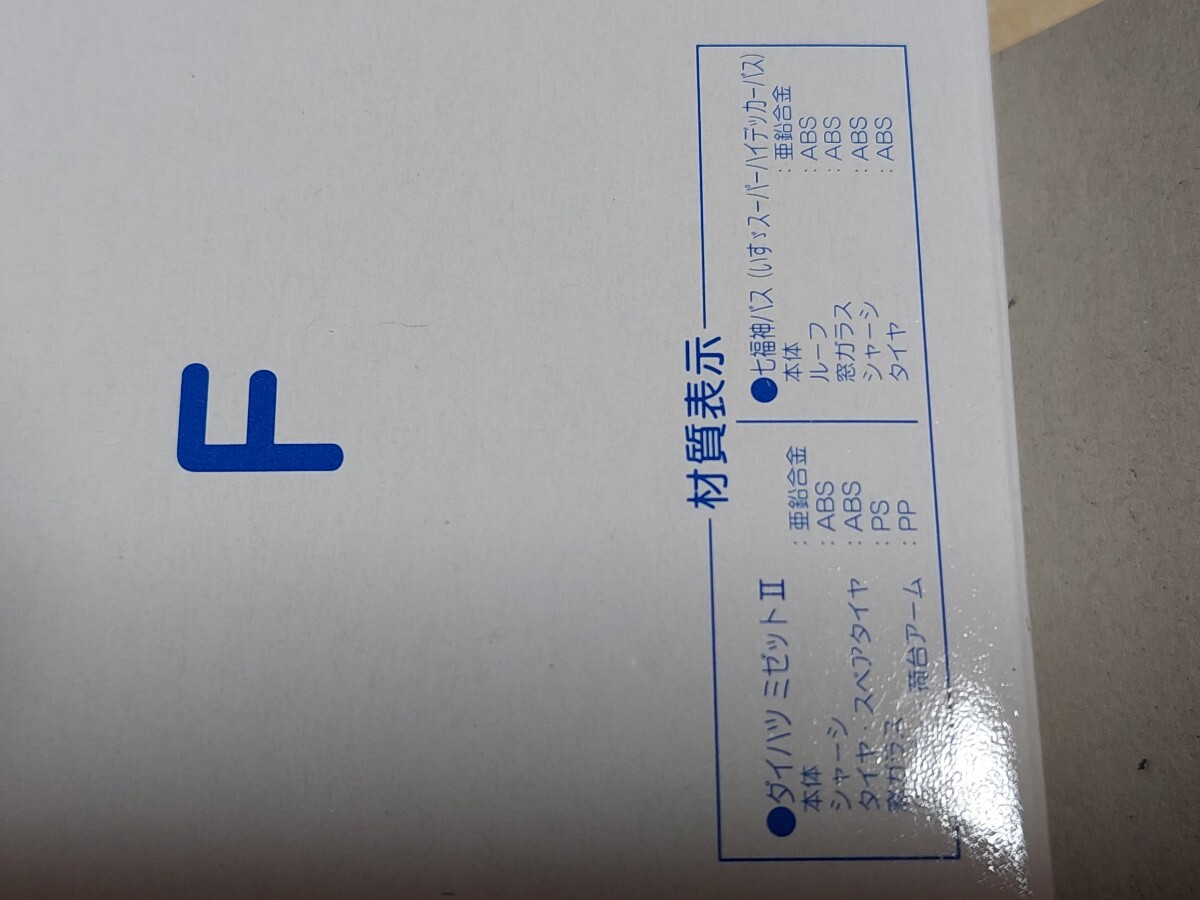 F
材質表示
●ダイハツ ミゼットⅡ
本体 :亜鉛合金
シャーシ :ABS
タイヤ・スペアタイヤ :ABS
窓ガラス :PS
荷台アーム :PP
●七福神バス(いすゞスーパーハイデッカーバス)
本体 :亜鉛合金
ルーフ :ABS
窓ガラス :ABS
シャーシ :ABS
タイヤ :ABS